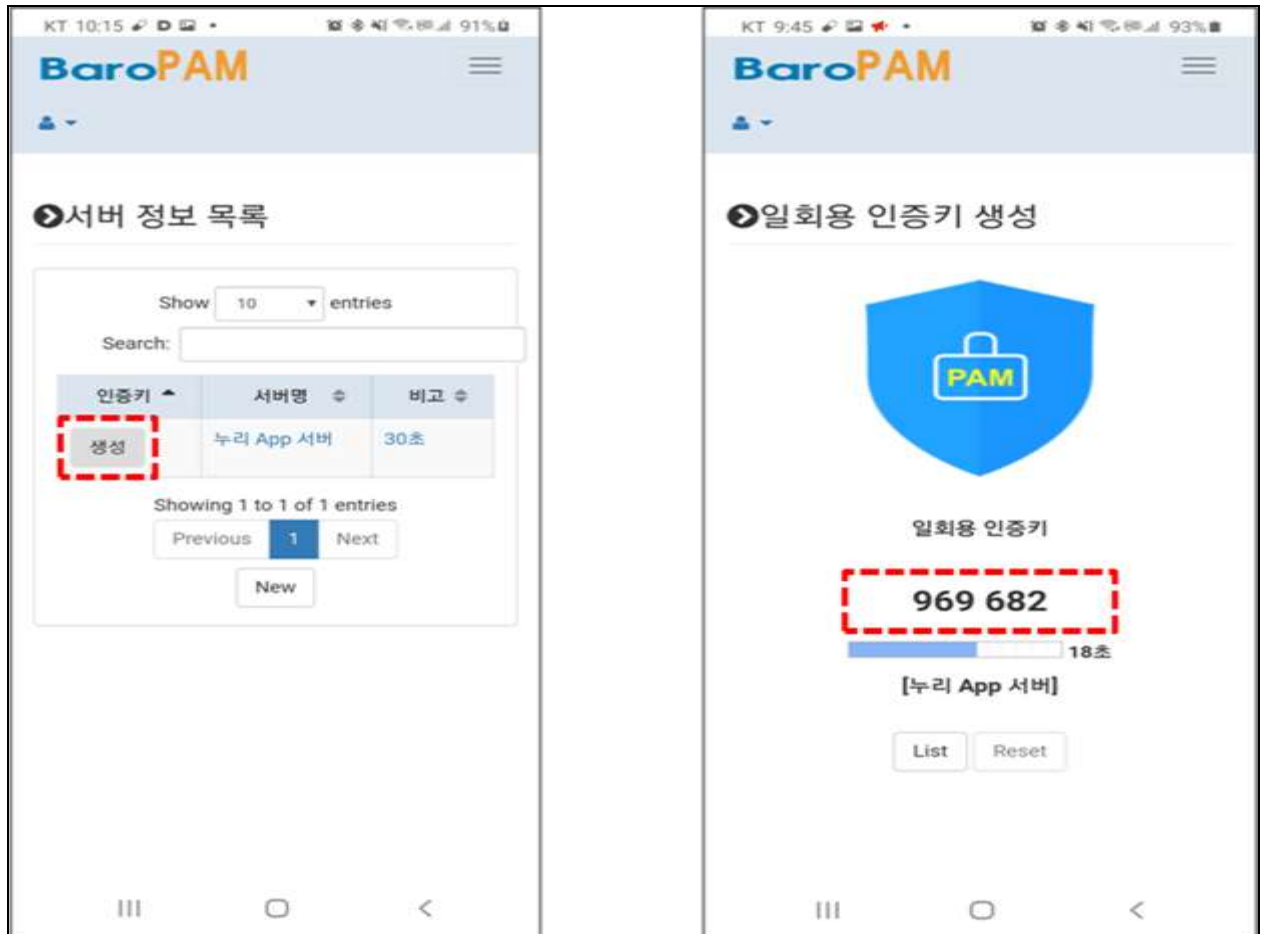 KT 10:15
91%
BaroPAM
서버 정보 목록
Show 10 entries
Search:
인증키 서버명 비고
생성 누리 App 서버 30초
Showing 1 to 1 of 1 entries
Previous 1 Next
New
KT 9:45
93%
BaroPAM
일회용 인증키 생성
PAM
일회용 인증키
969 682
18초
[누리 App 서버]
List Reset